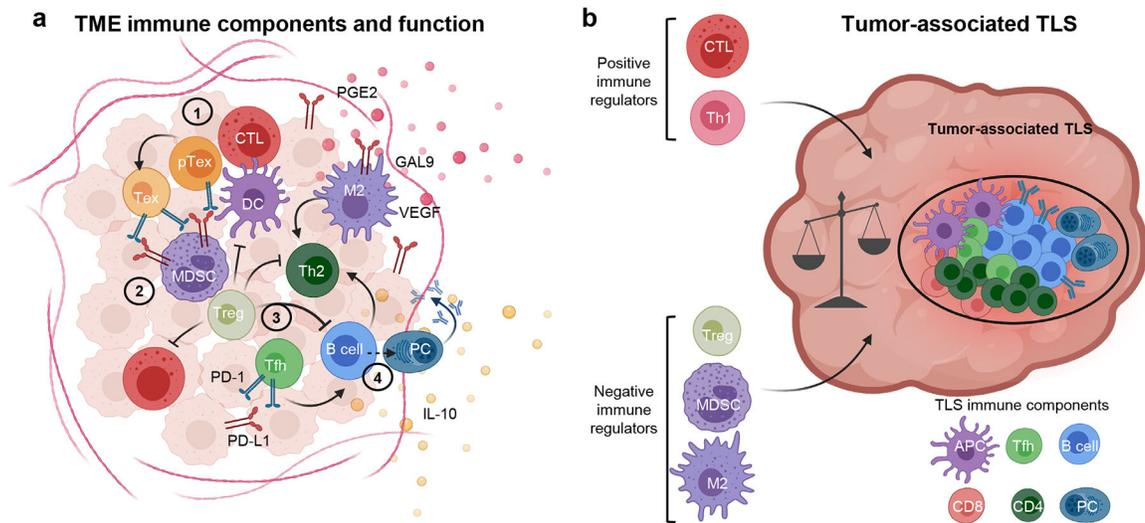 a
TME immune components and function
PGE2
1
CTL
pTex
GAL9
Tex
DC
M2
VEGF
MDSC
Th2
2
Treg
3
B cell
PC
Tfh
PD-1
4
IL-10
PD-L1
b
Tumor-associated TLS
Positive
immune
regulators
CTL
Th1
Tumor-associated TLS
Negative
immune
regulators
Treg
MDSC
M2
TLS immune components
APC
Tfh
B cell
CD8
CD4
PC